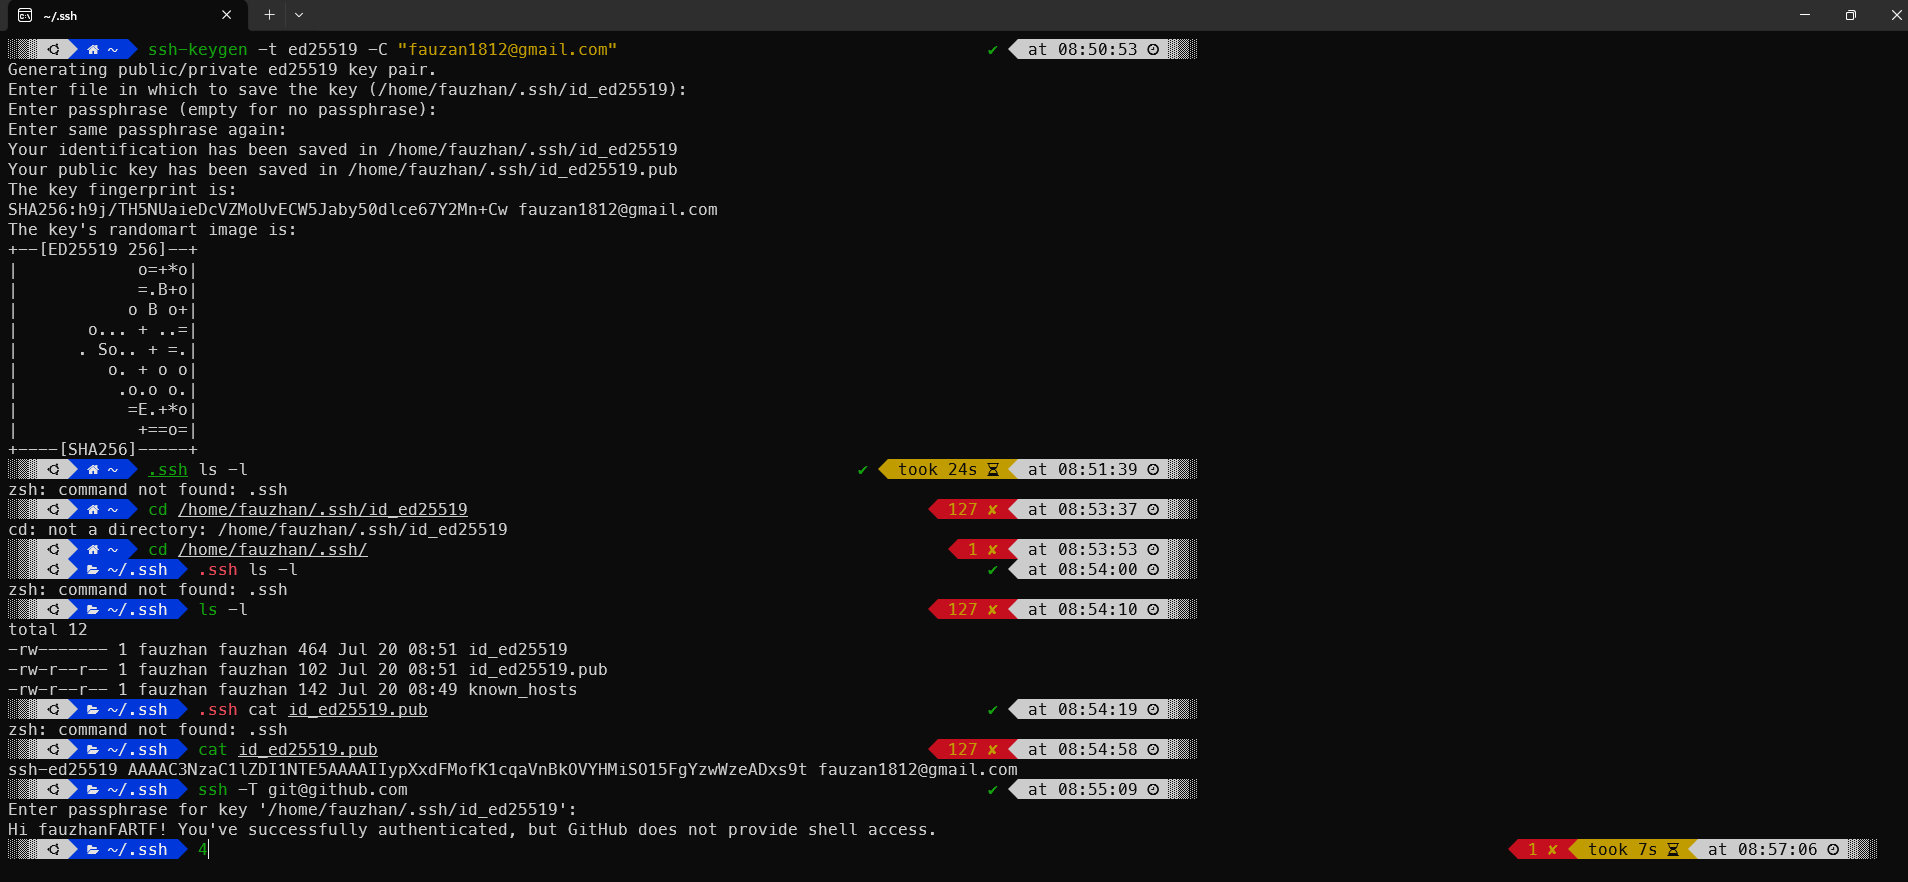 ~/.ssh
~ ssh-keygen -t ed25519 -C "fauzan1812@gmail.com" ✔ at 08:50:53
Generating public/private ed25519 key pair.
Enter file in which to save the key (/home/fauzhan/.ssh/id_ed25519):
Enter passphrase (empty for no passphrase):
Enter same passphrase again:
Your identification has been saved in /home/fauzhan/.ssh/id_ed25519
Your public key has been saved in /home/fauzhan/.ssh/id_ed25519.pub
The key fingerprint is:
SHA256:h9j/TH5NUaieDcVZMoUvECW5Jaby50dlce67Y2Mn+Cw fauzan1812@gmail.com
The key's randomart image is:
+--[ED25519 256]--+
|            o=+*o|
|            =.B+o|
|           o B o+|
|       o... + ..=|
|      . So.. + =.|
|         o. + o o|
|          .o.o o.|
|           =E.+*o|
|            +==o=|
+----[SHA256]-----+
~ .ssh ls -l ✔ took 24s at 08:51:39
zsh: command not found: .ssh
~ cd /home/fauzhan/.ssh/id_ed25519 127 ✘ at 08:53:37
cd: not a directory: /home/fauzhan/.ssh/id_ed25519
~ cd /home/fauzhan/.ssh/ 1 ✘ at 08:53:53
~/.ssh .ssh ls -l ✔ at 08:54:00
zsh: command not found: .ssh
~/.ssh ls -l 127 ✘ at 08:54:10
total 12
-rw------- 1 fauzhan fauzhan 464 Jul 20 08:51 id_ed25519
-rw-r--r-- 1 fauzhan fauzhan 102 Jul 20 08:51 id_ed25519.pub
-rw-r--r-- 1 fauzhan fauzhan 142 Jul 20 08:49 known_hosts
~/.ssh .ssh cat id_ed25519.pub ✔ at 08:54:19
zsh: command not found: .ssh
~/.ssh cat id_ed25519.pub 127 ✘ at 08:54:58
ssh-ed25519 AAAAC3NzaC1lZDI1NTE5AAAAIIypXxdFMofK1cqaVnBkOVYHMiSO15FgYzwWzeADxs9t fauzan1812@gmail.com
~/.ssh ssh -T git@github.com ✔ at 08:55:09
Enter passphrase for key '/home/fauzhan/.ssh/id_ed25519':
Hi fauzhanFARTF! You've successfully authenticated, but GitHub does not provide shell access.
~/.ssh 4 1 ✘ took 7s at 08:57:06